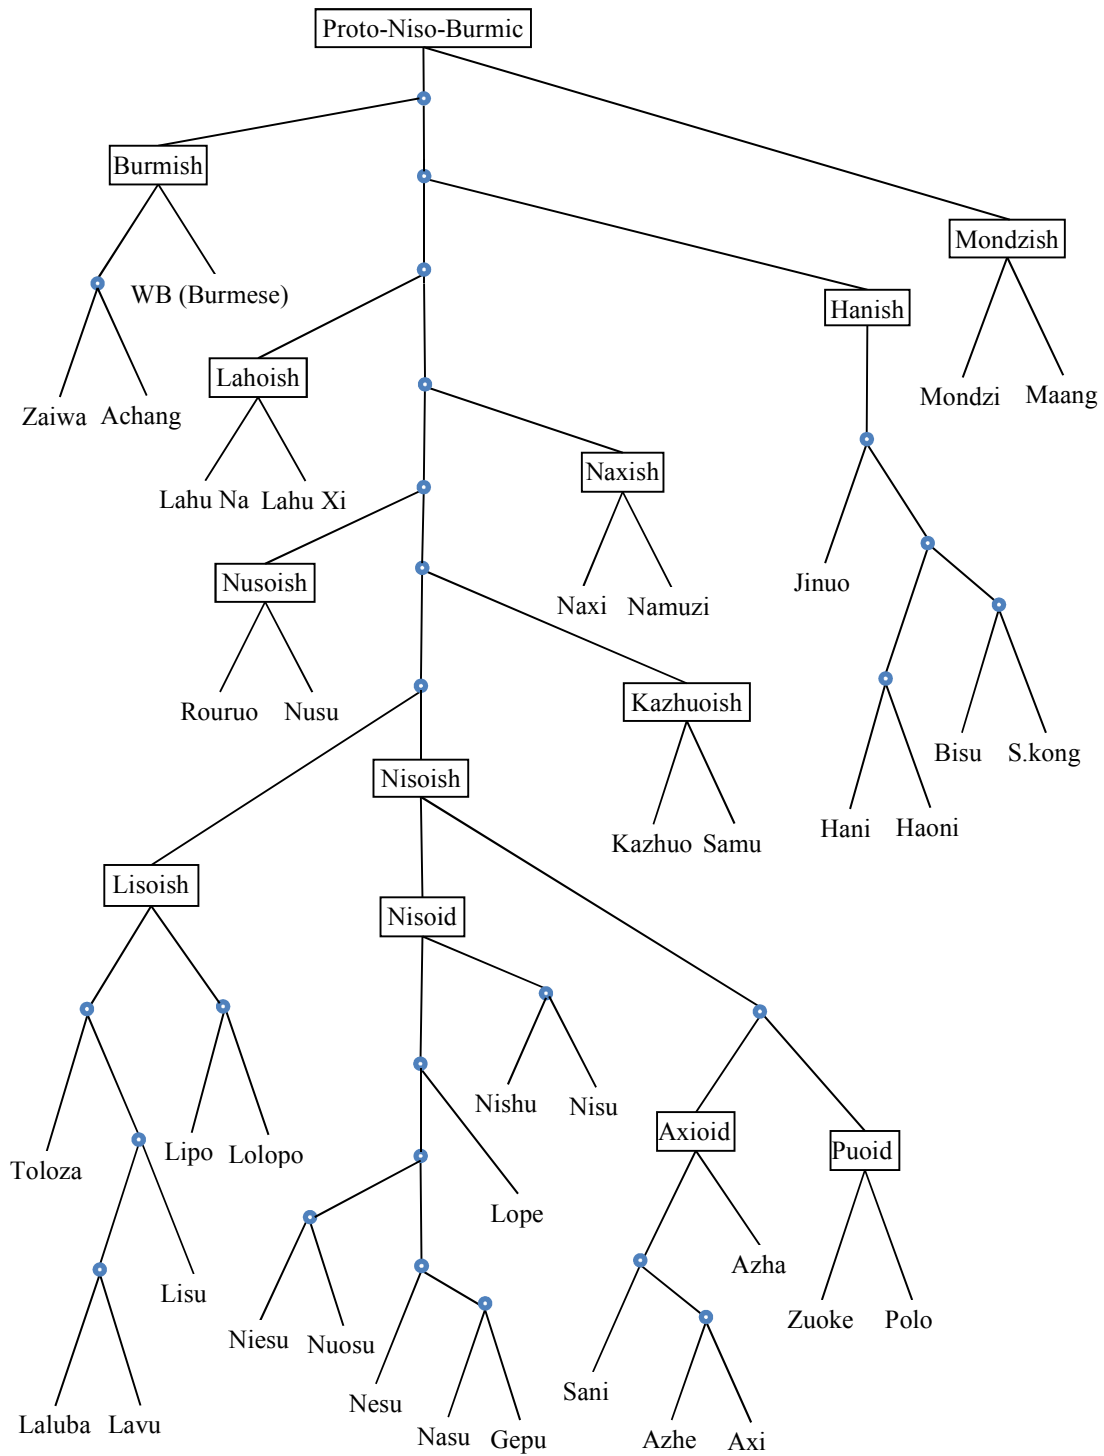 Proto-Niso-Burmic
Burmish
Mondzish
WB (Burmese)
Hanish
Lahoish
Mondzi
Maang
Zaiwa
Achang
Naxish
Lahu Na
Lahu Xi
Nusoish
Jinuo
Naxi
Namuzi
Rouruo
Nusu
Kazhuoish
Bisu
S.kong
Nisoish
Hani
Haoni
Kazhuo
Samu
Lisoish
Nisoid
Nishu
Nisu
Axioid
Puoid
Toloza
Lipo
Lolopo
Lope
Azha
Lisu
Zuoke
Polo
Niesu
Nuosu
Nesu
Sani
Laluba
Lavu
Nasu
Gepu
Azhe
Axi